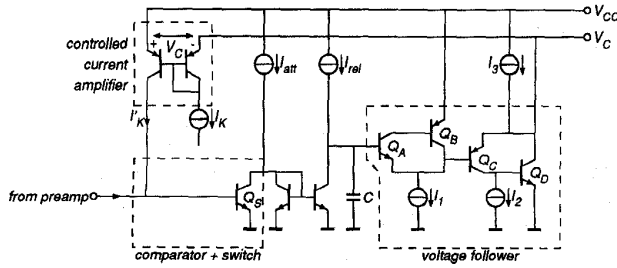 V_CC
V_C
controlled
current
amplifier
+ V_C -
I'_K
I_K
I_att
I_rel
I_3
Q_A
Q_B
Q_C
Q_D
from preamp
Q_S
C
I_1
I_2
comparator + switch
voltage follower